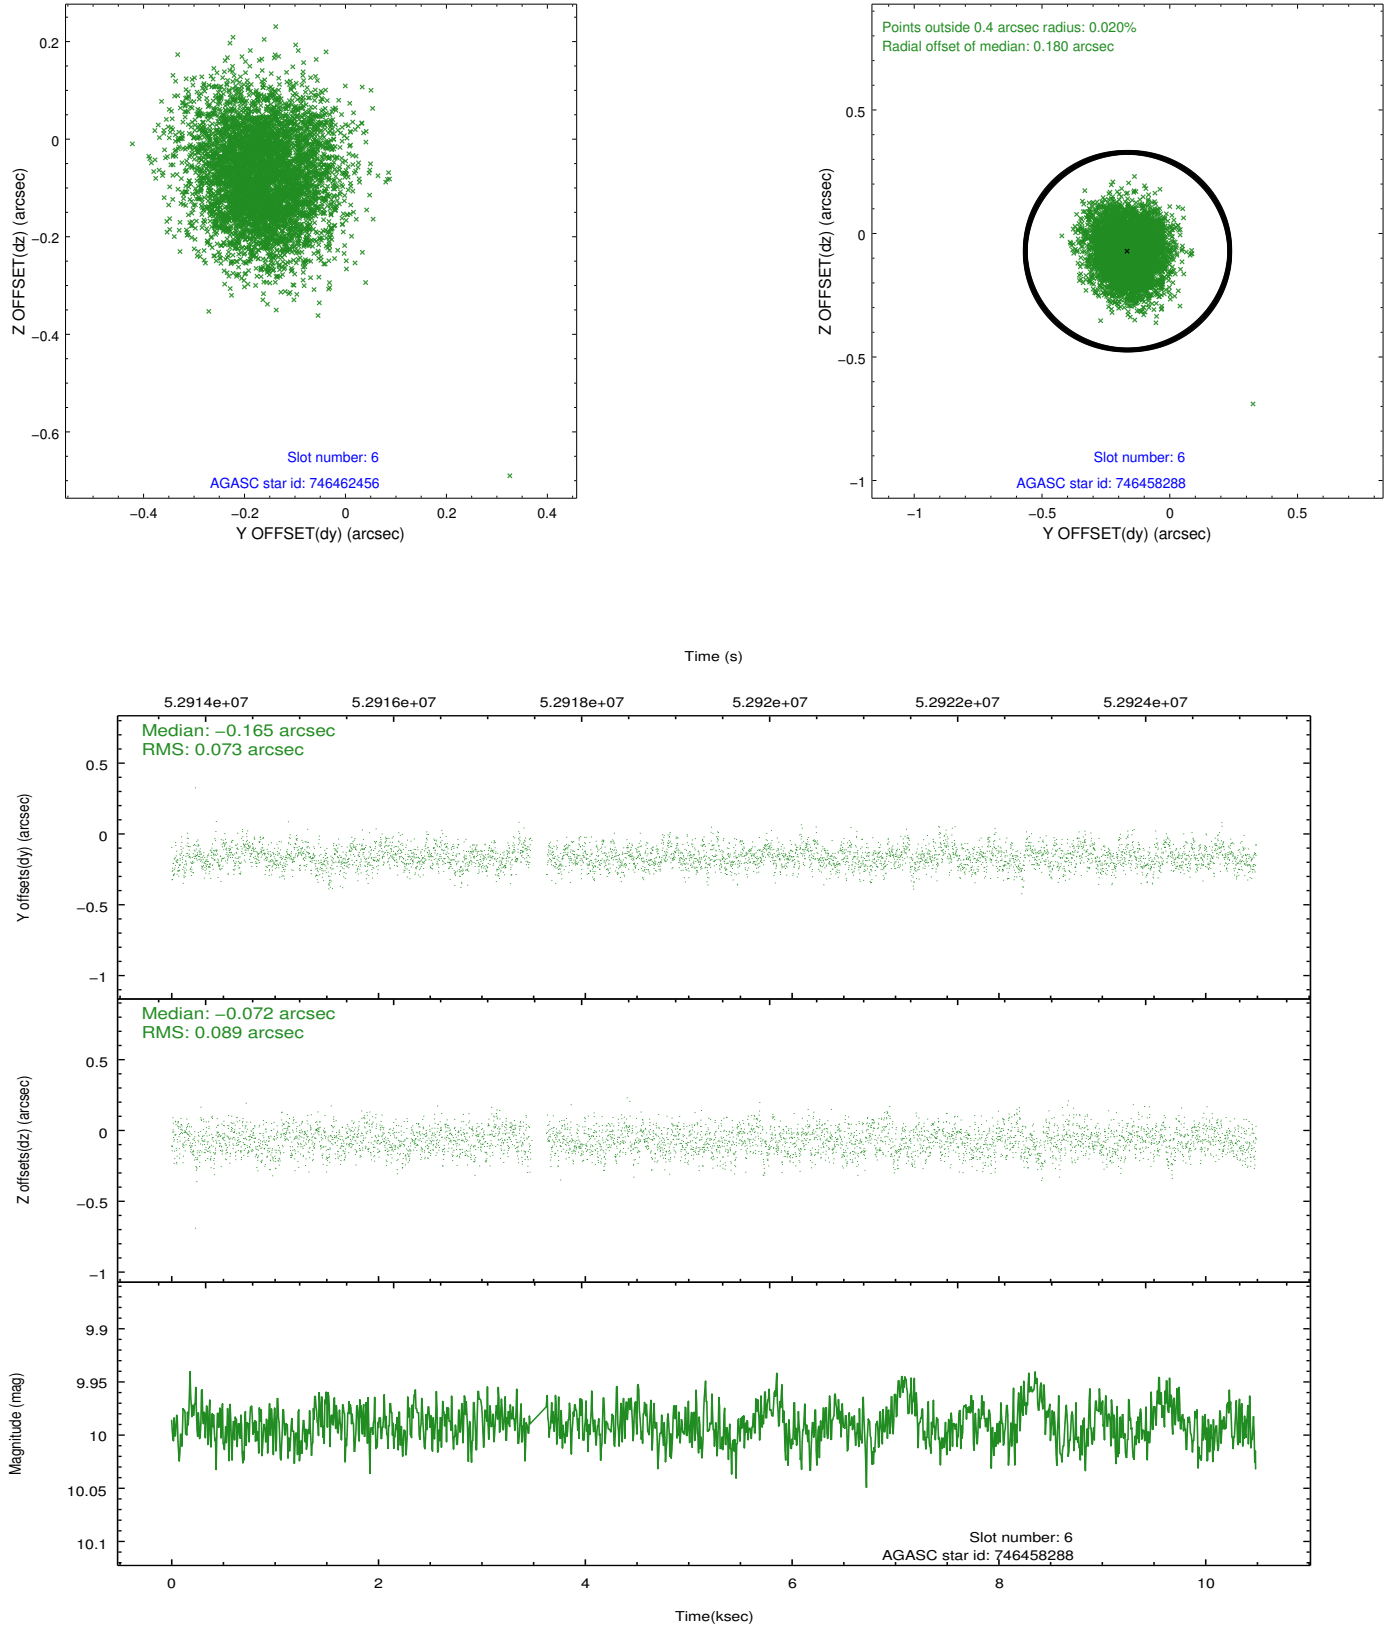 0.2
0
−0.2
−0.4
−0.6
Z OFFSET(dz) (arcsec)
Slot number: 6
AGASC star id: 746462456
−0.4
−0.2
0
0.2
0.4
Y OFFSET(dy) (arcsec)
Points outside 0.4 arcsec radius: 0.020%
Radial offset of median: 0.180 arcsec
0.5
0
−0.5
−1
Z OFFSET(dz) (arcsec)
Slot number: 6
AGASC star id: 746458288
−1
−0.5
0
0.5
Y OFFSET(dy) (arcsec)
Time (s)
5.2914e+07
5.2916e+07
5.2918e+07
5.292e+07
5.2922e+07
5.2924e+07
Median: −0.165 arcsec
RMS: 0.073 arcsec
0.5
0
−0.5
−1
Y offsets(dy) (arcsec)
Median: −0.072 arcsec
RMS: 0.089 arcsec
0.5
0
−0.5
−1
Z offsets(dz) (arcsec)
9.9
9.95
10
10.05
10.1
Magnitude (mag)
Slot number: 6
AGASC star id: 746458288
0
2
4
6
8
10
Time(ksec)